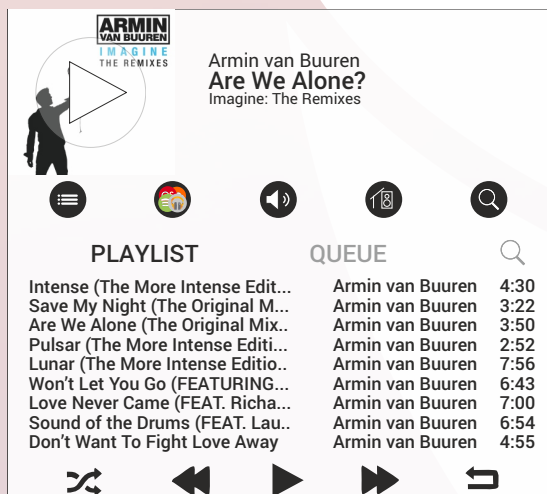 ARMIN
VAN BUUREN
IMAGINE
THE REMIXES
Armin van Buuren
Are We Alone?
Imagine: The Remixes
PLAYLIST QUEUE
Intense (The More Intense Edit... Armin van Buuren 4:30
Save My Night (The Original M... Armin van Buuren 3:22
Are We Alone (The Original Mix.. Armin van Buuren 3:50
Pulsar (The More Intense Editi... Armin van Buuren 2:52
Lunar (The More Intense Editio.. Armin van Buuren 7:56
Won't Let You Go (FEATURING... Armin van Buuren 6:43
Love Never Came (FEAT. Richa... Armin van Buuren 7:00
Sound of the Drums (FEAT. Lau.. Armin van Buuren 6:54
Don't Want To Fight Love Away Armin van Buuren 4:55